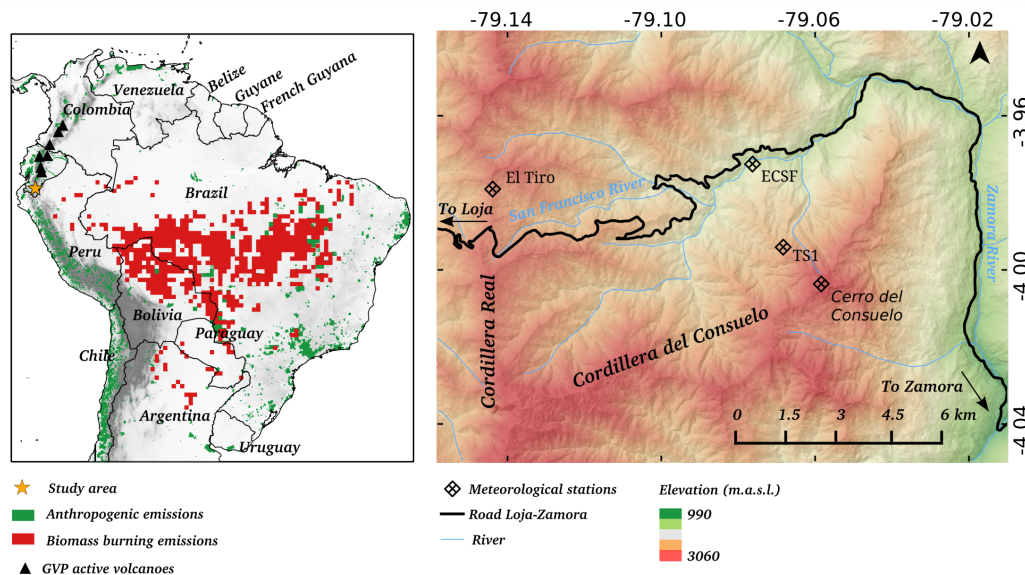 -79.14
-79.10
-79.06
-79.02
Belize
Guyane
French Guyana
Venezuela
Colombia
Brazil
Peru
Bolivia
Paraguay
Chile
Argentina
Uruguay
-3.96
-4.00
-4.04
El Tiro
ECSF
San Francisco River
To Loja
TS1
Zamora River
Cerro del
Consuelo
Cordillera Real
Cordillera del Consuelo
To Zamora
0 1.5 3 4.5 6 km
Study area
Anthropogenic emissions
Biomass burning emissions
GVP active volcanoes
Meteorological stations
Road Loja-Zamora
River
Elevation (m.a.s.l.)
990
3060